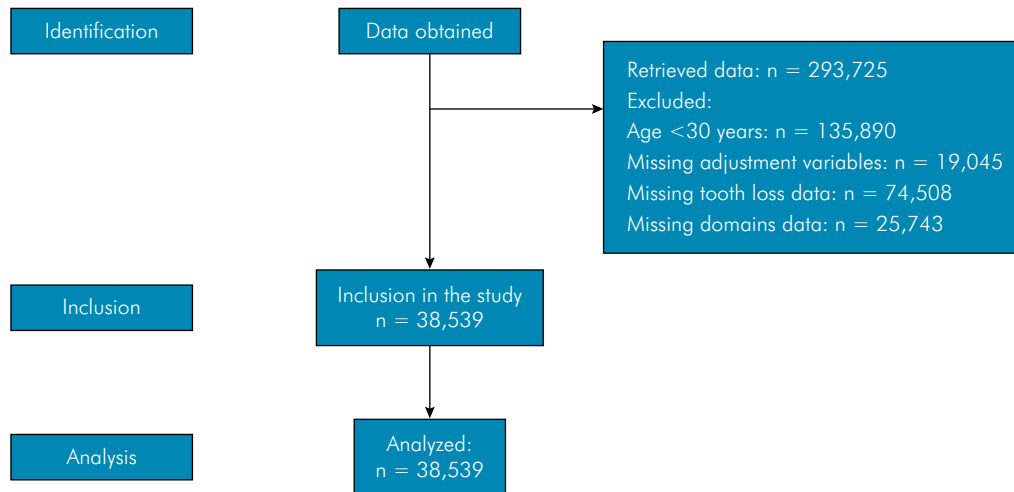 Identification
Data obtained
Retrieved data: n = 293,725
Excluded:
Age <30 years: n = 135,890
Missing adjustment variables: n = 19,045
Missing tooth loss data: n = 74,508
Missing domains data: n = 25,743
Inclusion
Inclusion in the study
n = 38,539
Analysis
Analyzed:
n = 38,539